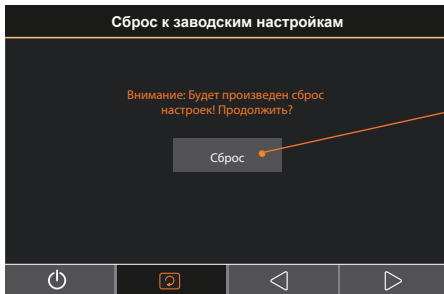 Сброс к заводским настройкам
Внимание: Будет произведен сброс
настроек! Продолжить?
Сброс